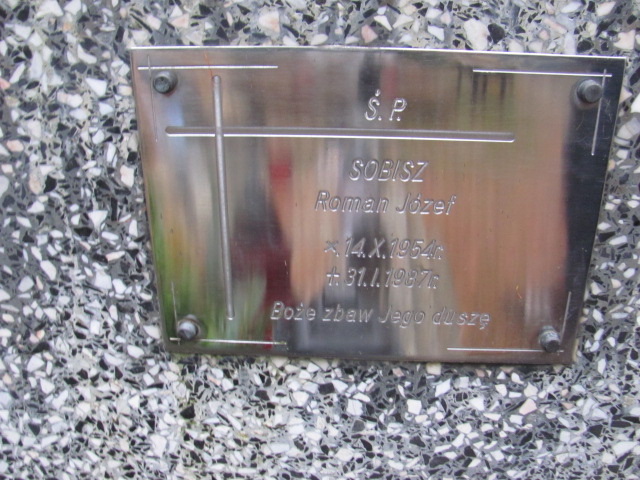 Ś. P.
SOBISZ
Roman Józef
×. 14.X.1954r.
†. 31.I.1987r.
Boże zbaw Jego duszę